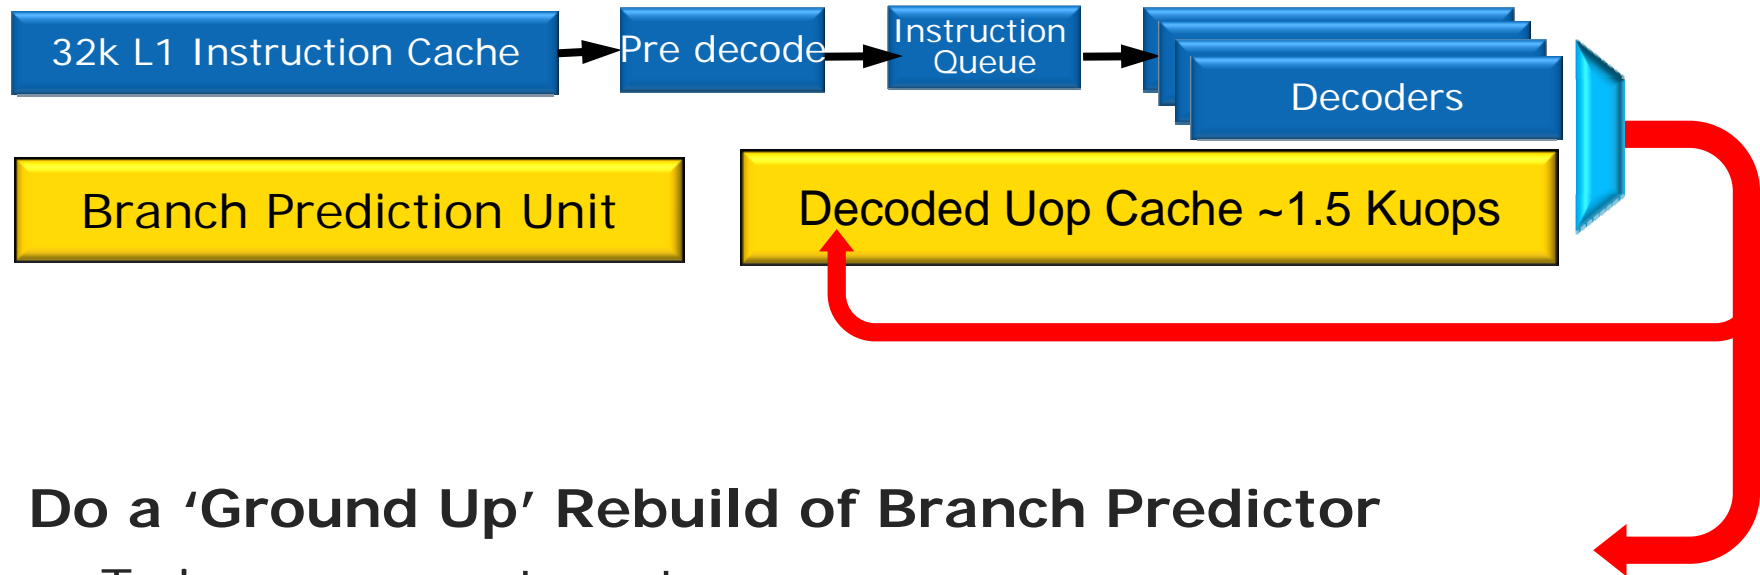 32k L1 Instruction Cache
Pre decode
Instruction
Queue
Decoders
Branch Prediction Unit
Decoded Uop Cache ~1.5 Kuops
Do a ‘Ground Up’ Rebuild of Branch Predictor